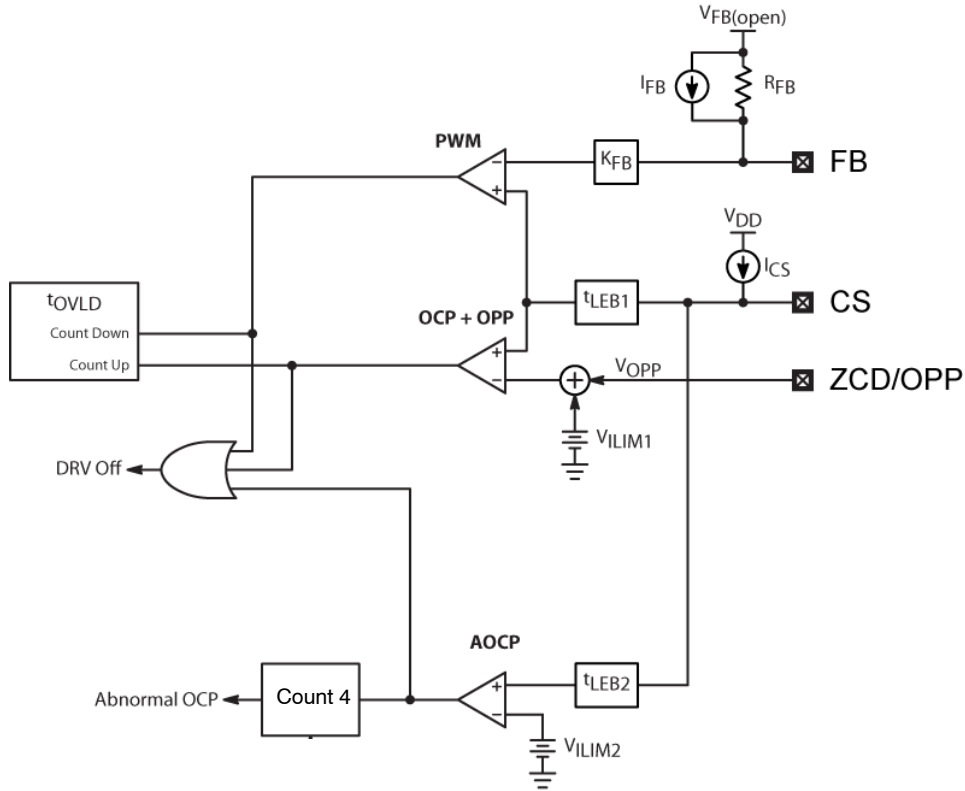 VFB(open)
IFB
RFB
PWM
−
+
KFB
FB
VDD
ICS
tOVLD
Count Down
Count Up
OCP + OPP
+
−
tLEB1
CS
+
VOPP
ZCD/OPP
VILIM1
DRV Off
AOCP
+
−
tLEB2
Abnormal OCP
Count 4
VILIM2